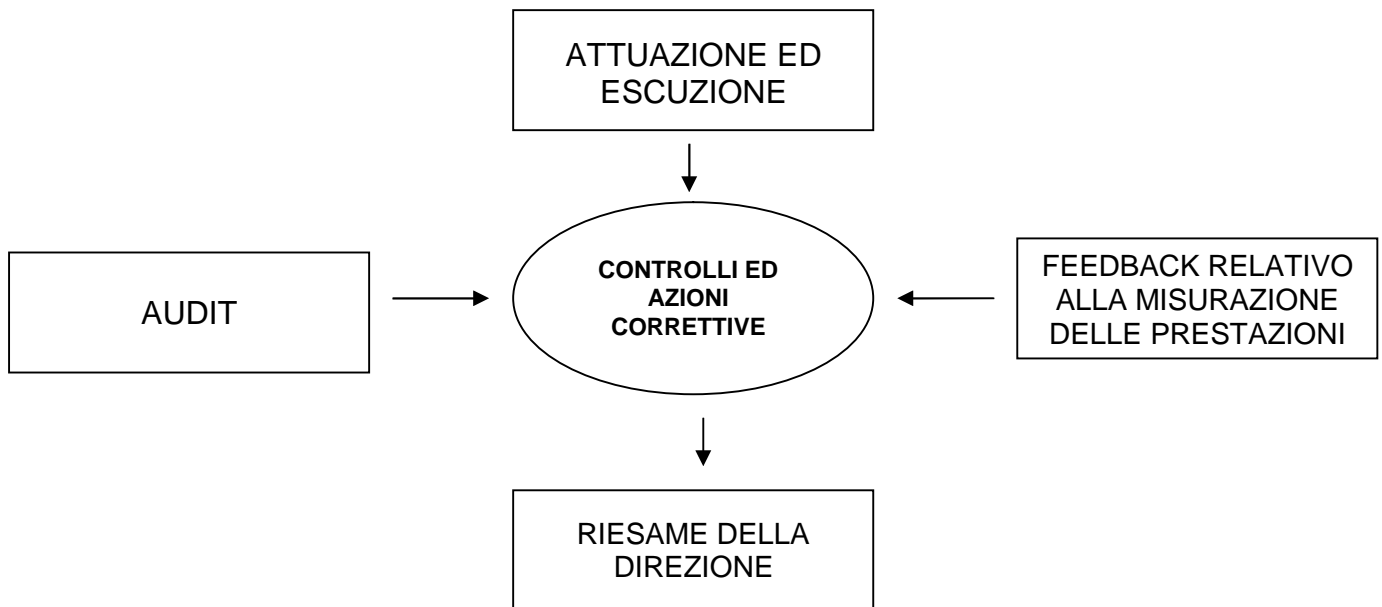 ATTUAZIONE ED
ESCUZIONE
CONTROLLI ED
AZIONI
CORRETTIVE
AUDIT
FEEDBACK RELATIVO
ALLA MISURAZIONE
DELLE PRESTAZIONI
RIESAME DELLA
DIREZIONE